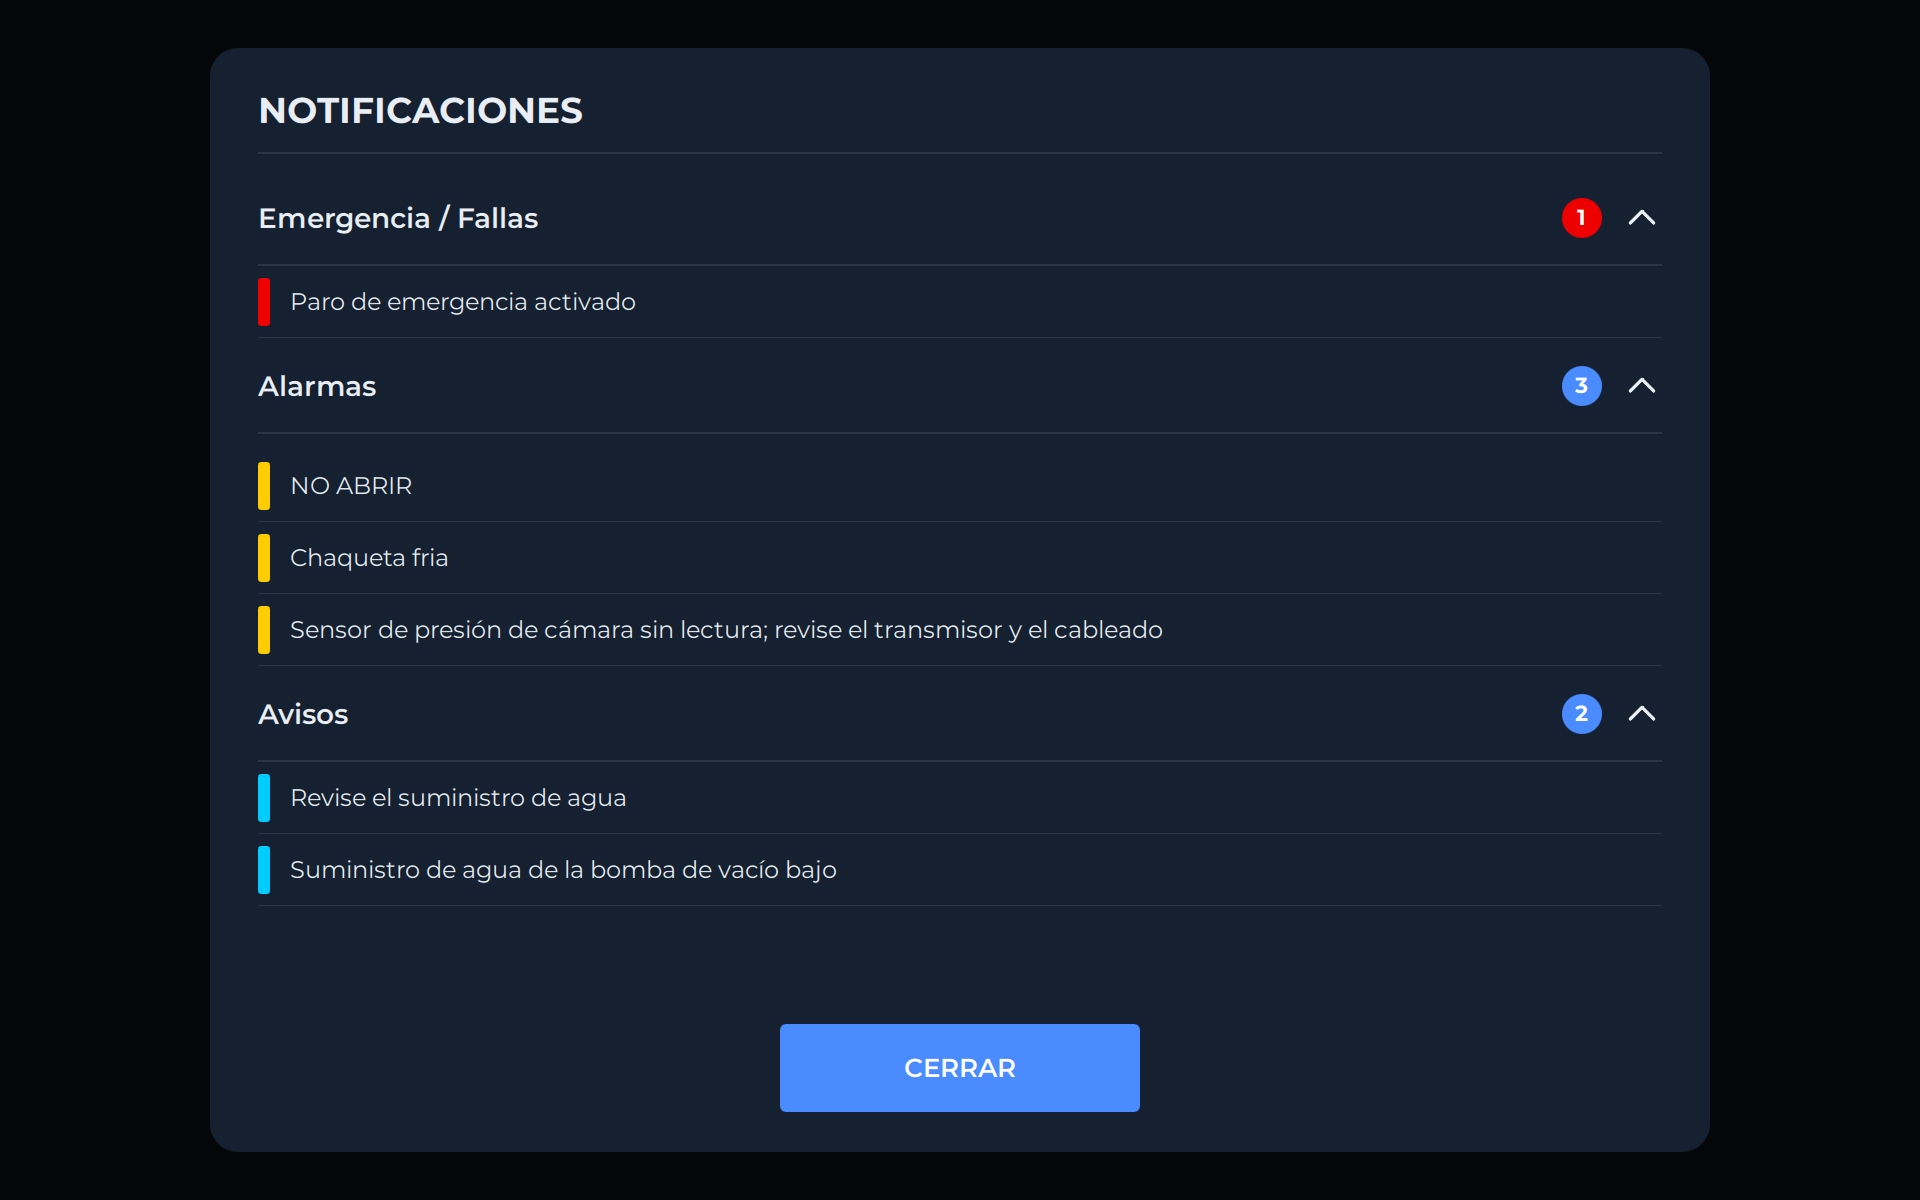 NOTIFICACIONES
Emergencia / Fallas 1
Paro de emergencia activado
Alarmas 3
NO ABRIR
Chaqueta fria
Sensor de presión de cámara sin lectura; revise el transmisor y el cableado
Avisos 2
Revise el suministro de agua
Suministro de agua de la bomba de vacío bajo
CERRAR